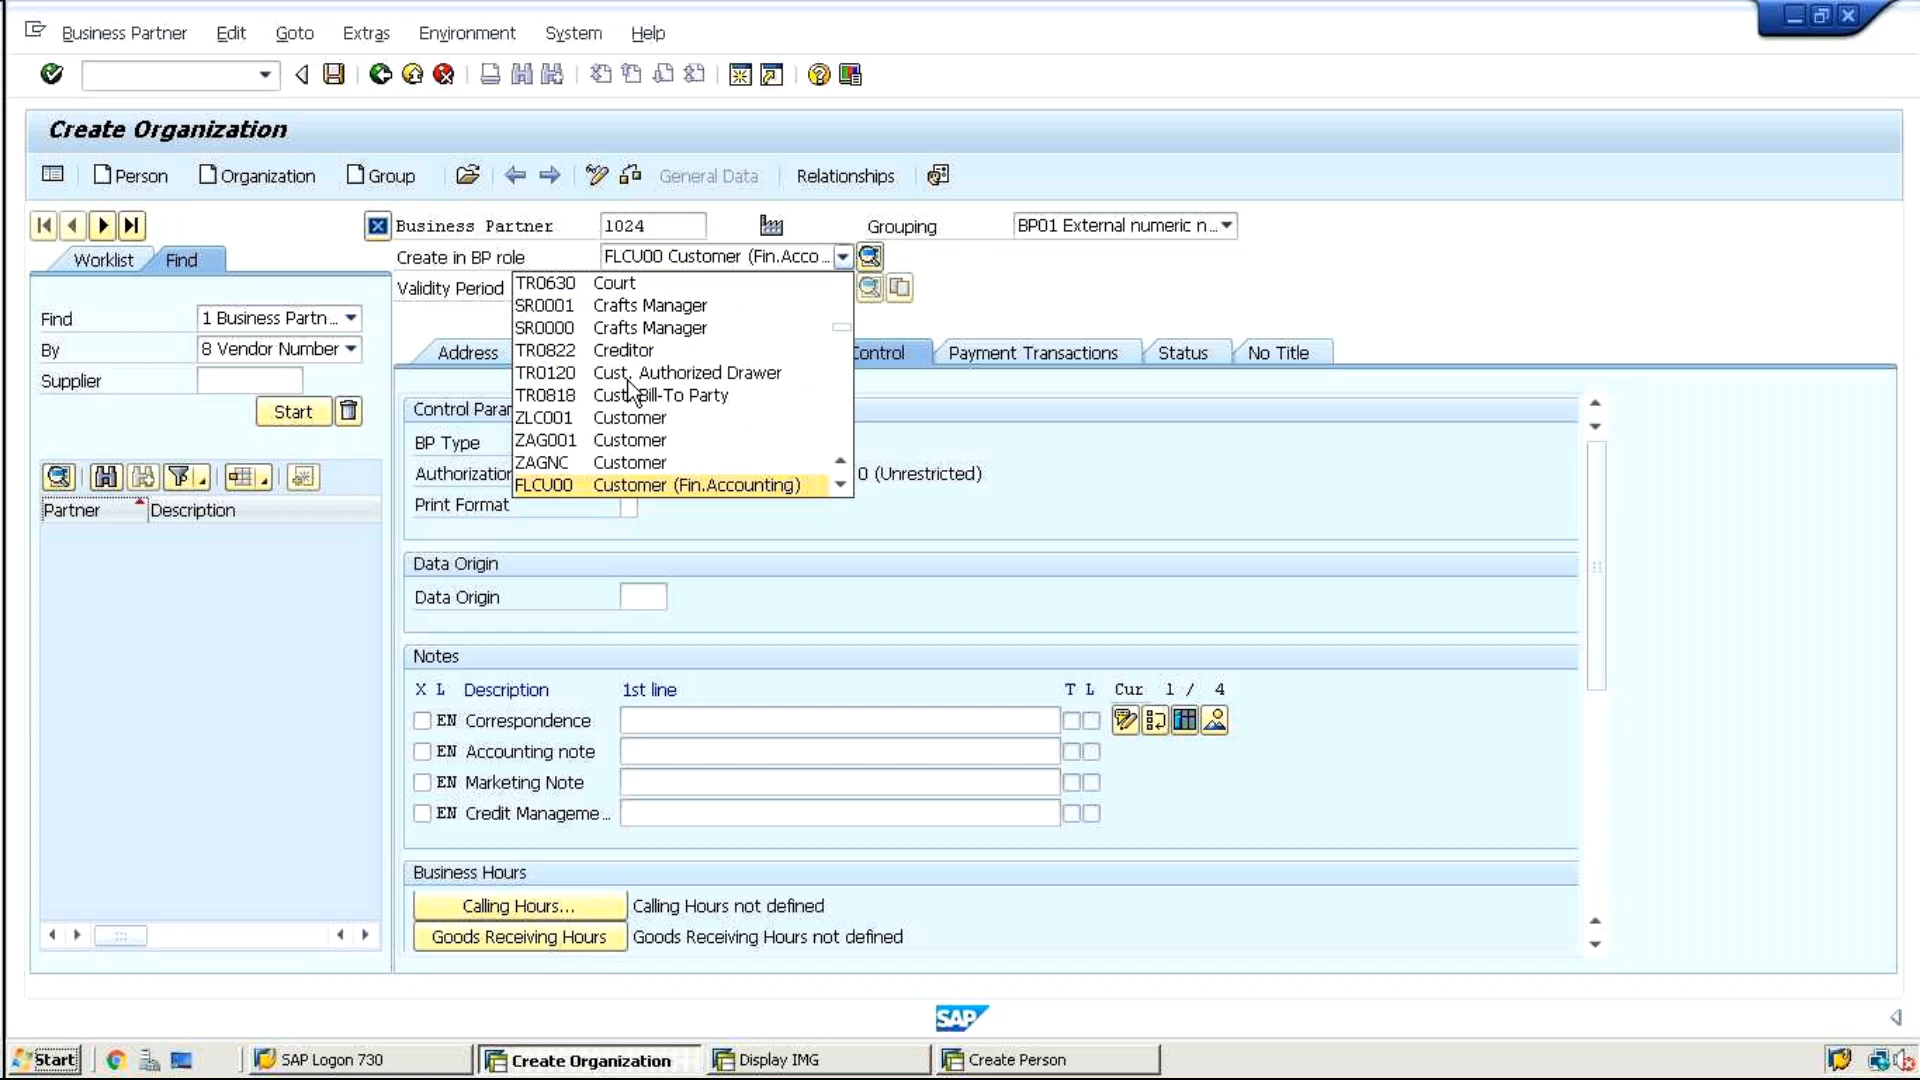 Business Partner Edit Goto Extras Environment System Help
Create Organization
Person Organization Group General Data Relationships
Business Partner 1024 Grouping BP01 External numeric n...
Worklist Find Create in BP role FLCU00 Customer (Fin.Acco...
Validity Period
TR0630 Court
SR0001 Crafts Manager
SR0000 Crafts Manager
TR0822 Creditor
TR0120 Cust. Authorized Drawer
TR0818 Cust. Bill-To Party
ZLC001 Customer
ZAG001 Customer
ZAGNC Customer
FLCU00 Customer (Fin.Accounting)
Find 1 Business Partn...
By 8 Vendor Number
Supplier
Start
Partner Description
Address Control Payment Transactions Status No Title
Control Para
BP Type
Authorization 0 (Unrestricted)
Print Format
Data Origin
Data Origin
Notes
X L Description 1st line T L Cur 1 / 4
EN Correspondence
EN Accounting note
EN Marketing Note
EN Credit Manageme...
Business Hours
Calling Hours... Calling Hours not defined
Goods Receiving Hours Goods Receiving Hours not defined
SAP
Start SAP Logon 730 Create Organization Display IMG Create Person